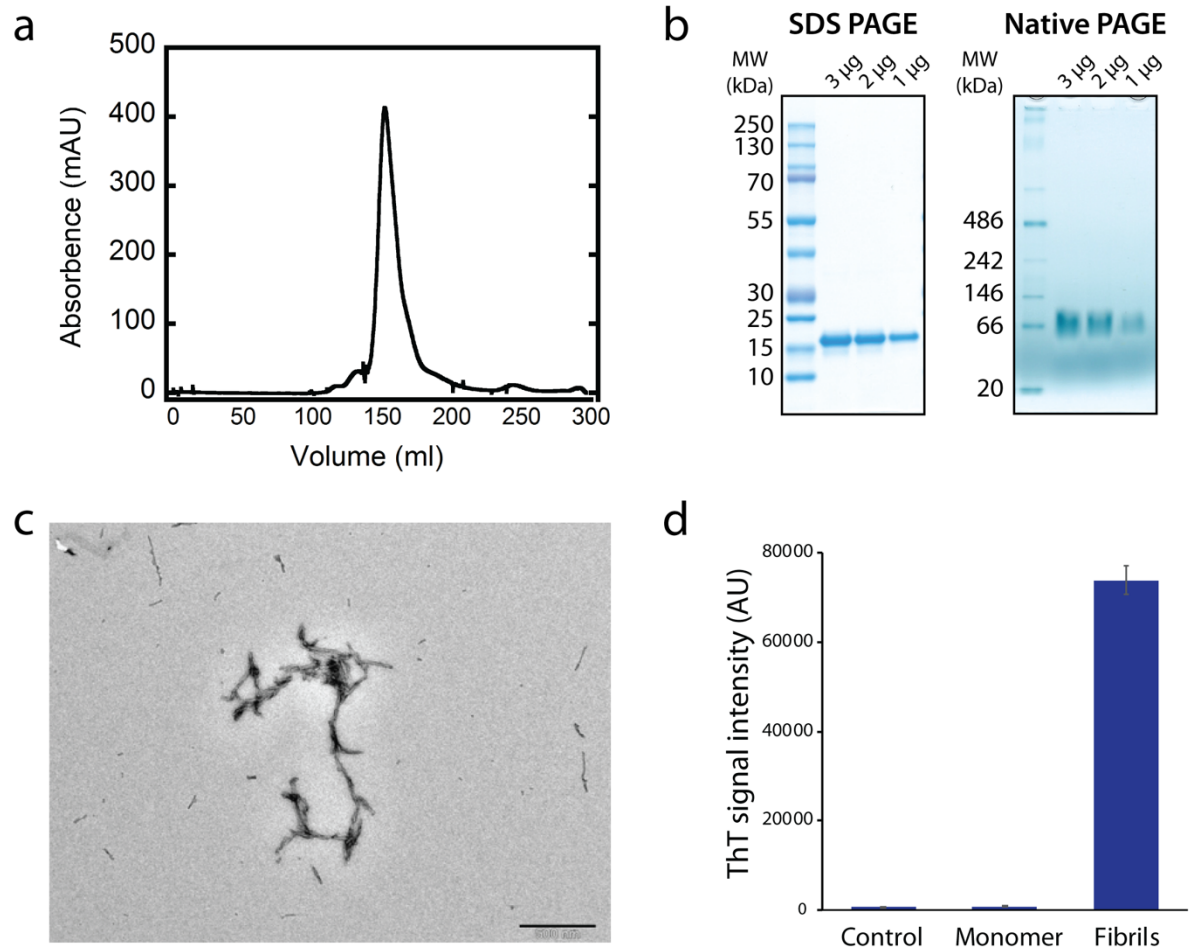 a
500
400
300
200
100
0
Absorbence (mAU)
0 50 100 150 200 250 300
Volume (ml)
b
SDS PAGE
MW
(kDa)
3 µg 2 µg 1 µg
250
130
70
55
30
25
15
10
Native PAGE
MW
(kDa)
3 µg 2 µg 1 µg
486
242
146
66
20
c
500 nm
d
80000
60000
40000
20000
0
ThT signal intensity (AU)
Control Monomer Fibrils